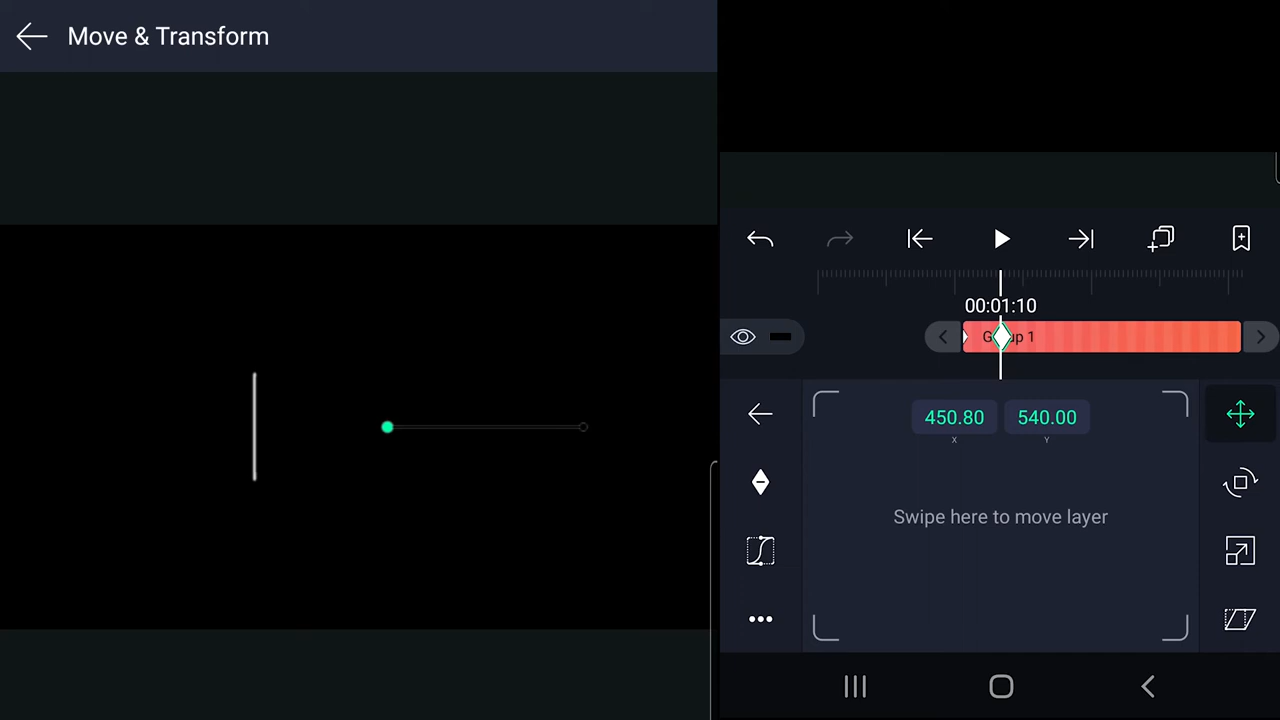 Move & Transform
00:01:10
Group 1
450.80 540.00
X Y
Swipe here to move layer